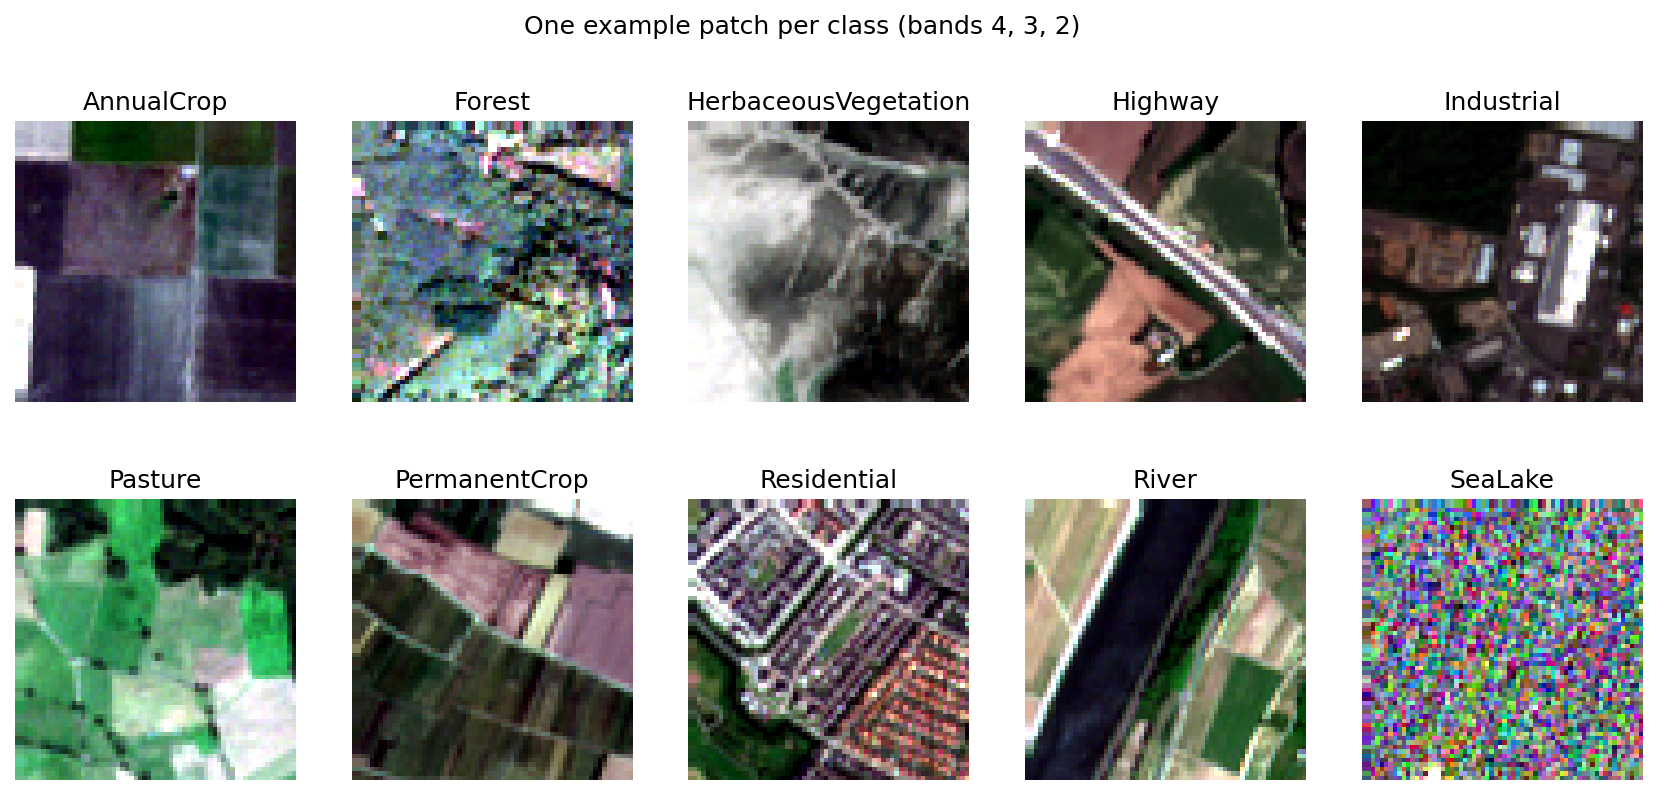 One example patch per class (bands 4, 3, 2)
AnnualCrop
Forest
HerbaceousVegetation
Highway
Industrial
Pasture
PermanentCrop
Residential
River
SeaLake